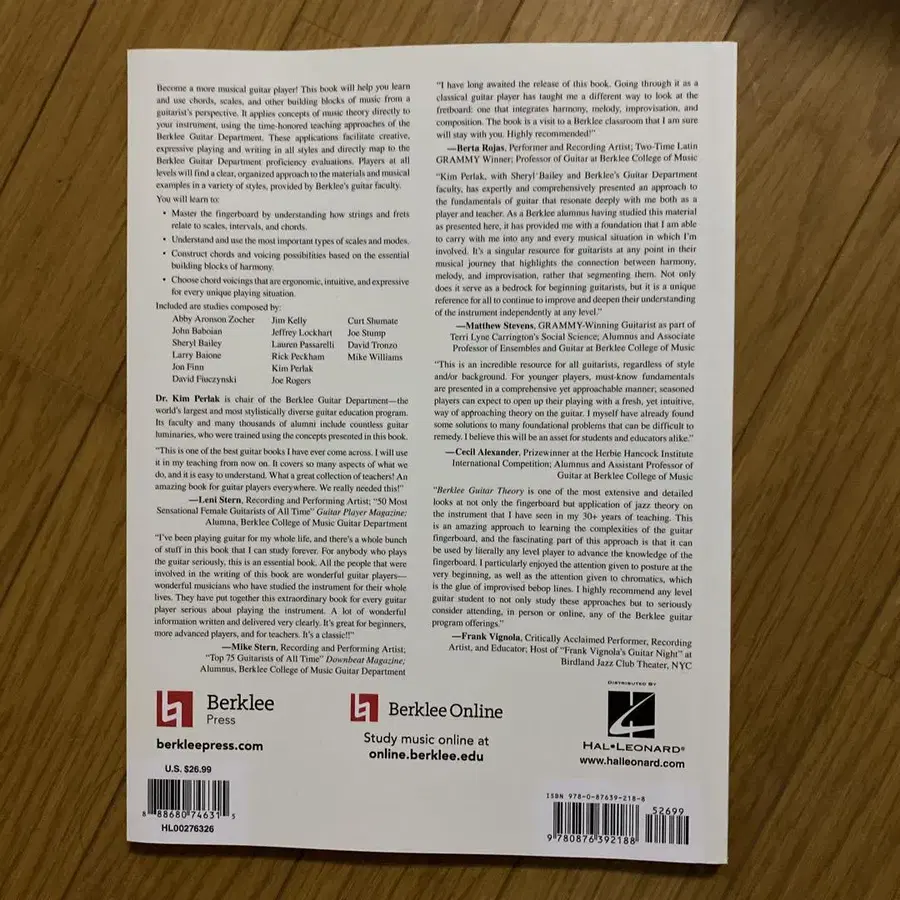 Become a more musical guitar player! This book will help you learn
and use chords, scales, and other building blocks of music from a
guitarist's perspective. It applies concepts of music theory directly to
your instrument, using the time-honored teaching approaches of the
Berklee Guitar Department. These applications facilitate creative,
expressive playing and writing in all styles and directly map to the
Berklee Guitar Department proficiency evaluations. Players at all
levels will find a clear, organized approach to the materials and musical
examples in a variety of styles, provided by Berklee's guitar faculty.
You will learn to:
• Master the fingerboard by understanding how strings and frets
relate to scales, intervals, and chords.
• Understand and use the most important types of scales and modes.
• Construct chords and voicing possibilities based on the essential
building blocks of harmony.
• Choose chord voicings that are ergonomic, intuitive, and expressive
for every unique playing situation.
Included are studies composed by:
Abby Aronson Zocher
John Baboian
Sheryl Bailey
Larry Baione
Jon Finn
David Fiuczynski
Jim Kelly
Jeffrey Lockhart
Lauren Passarelli
Rick Peckham
Kim Perlak
Joe Rogers
Curt Shumate
Joe Stump
David Tronzo
Mike Williams
Dr. Kim Perlak is chair of the Berklee Guitar Department—the
world's largest and most stylistically diverse guitar education program.
Its faculty and many thousands of alumni include countless guitar
luminaries, who were trained using the concepts presented in this book.
"This is one of the best guitar books I have ever come across. I will use
it in my teaching from now on. It covers so many aspects of what we
do, and it is easy to understand. What a great collection of teachers! An
amazing book for guitar players everywhere. We really needed this!"
—Leni Stern, Recording and Performing Artist; "50 Most
Sensational Female Guitarists of All Time" Guitar Player Magazine;
Alumna, Berklee College of Music Guitar Department
"I've been playing guitar for my whole life, and there's a whole bunch
of stuff in this book that I can study forever. For anybody who plays
the guitar seriously, this is an essential book. All the people that were
involved in the writing of this book are wonderful guitar players—
wonderful musicians who have studied the instrument for their whole
lives. They have put together this extraordinary book for every guitar
player serious about playing the instrument. A lot of wonderful
information written and delivered very clearly. It's great for beginners,
more advanced players, and for teachers. It's a classic!!"
—Mike Stern, Recording and Performing Artist;
"Top 75 Guitarists of All Time" Downbeat Magazine;
Alumnus, Berklee College of Music Guitar Department
"I have long awaited the release of this book. Going through it as a
classical guitar player has taught me a different way to look at the
fretboard: one that integrates harmony, melody, improvisation, and
composition. The book is a visit to a Berklee classroom that I am sure
will stay with you. Highly recommended!"
—Berta Rojas, Performer and Recording Artist; Two-Time Latin
GRAMMY Winner; Professor of Guitar at Berklee College of Music
"Kim Perlak, with Sheryl Bailey and Berklee's Guitar Department
faculty, has expertly and comprehensively presented an approach to
the fundamentals of guitar that resonate deeply with me both as a
player and teacher. As a Berklee alumnus having studied this material
as presented here, it has provided me with a foundation that I am able
to carry with me into any and every musical situation in which I'm
involved. It's a singular resource for guitarists at any point in their
musical journey that highlights the connection between harmony,
melody, and improvisation, rather that segmenting them. Not only
does it serve as a bedrock for beginning guitarists, but it is a unique
reference for all to continue to improve and deepen their understanding
of the instrument independently at any level."
—Matthew Stevens, GRAMMY-Winning Guitarist as part of
Terri Lyne Carrington's Social Science; Alumnus and Associate
Professor of Ensembles and Guitar at Berklee College of Music
"This is an incredible resource for all guitarists, regardless of style
and/or background. For younger players, must-know fundamentals
are presented in a comprehensive yet approachable manner; seasoned
players can expect to open up their playing with a fresh, yet intuitive,
way of approaching theory on the guitar. I myself have already found
some solutions to many foundational problems that can be difficult to
remedy. I believe this will be an asset for students and educators alike."
—Cecil Alexander, Prizewinner at the Herbie Hancock Institute
International Competition; Alumnus and Assistant Professor of
Guitar at Berklee College of Music
"Berklee Guitar Theory is one of the most extensive and detailed
looks at not only the fingerboard but application of jazz theory on
the instrument that I have seen in my 30+ years of teaching. This
is an amazing approach to learning the complexities of the guitar
fingerboard, and the fascinating part of this approach is that it can
be used by literally any level player to advance the knowledge of the
fingerboard. I particularly enjoyed the attention given to posture at the
very beginning, as well as the attention given to chromatics, which
is the glue of improvised bebop lines. I highly recommend any level
guitar student to not only study these approaches but to seriously
consider attending, in person or online, any of the Berklee guitar
program offerings."
—Frank Vignola, Critically Acclaimed Performer, Recording
Artist, and Educator; Host of "Frank Vignola's Guitar Night" at
Birdland Jazz Club Theater, NYC
Berklee
Press
berkleepress.com
Berklee Online
Study music online at
online.berklee.edu
DISTRIBUTED BY
HAL•LEONARD®
www.halleonard.com
U.S. $26.99
8 88680 74631 5
HL00276326
ISBN 978-0-87639-218-8
52699
9 780876 392188